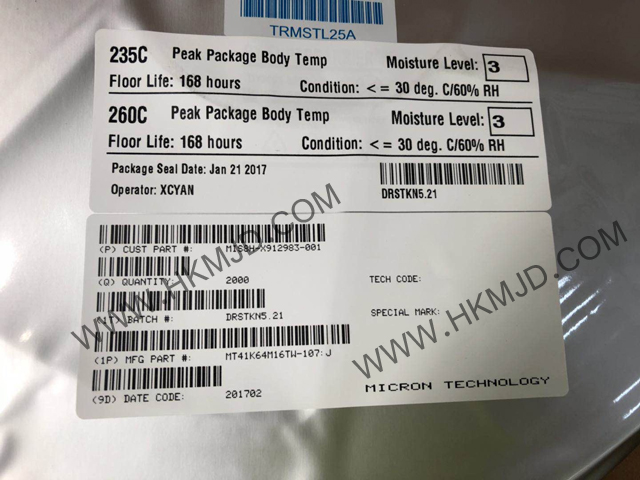 TRMSTL25A
235C Peak Package Body Temp Moisture Level: 3
Floor Life: 168 hours Condition: <= 30 deg. C/60% RH
260C Peak Package Body Temp Moisture Level: 3
Floor Life: 168 hours Condition: <= 30 deg. C/60% RH
Package Seal Date: Jan 21 2017
Operator: XCYAN
DRSTKN5.21
(P) CUST PART #: X912983-001
(Q) QUANTITY: 2000 TECH CODE:
(1T) BATCH #: DRSTKN5.21 SPECIAL MARK:
(1P) MFG PART #: MT41K64M16TW-107:J
(9D) DATE CODE: 201702 MICRON TECHNOLOGY
WWW.HKMJD.COM
WWW.HKMJD.COM